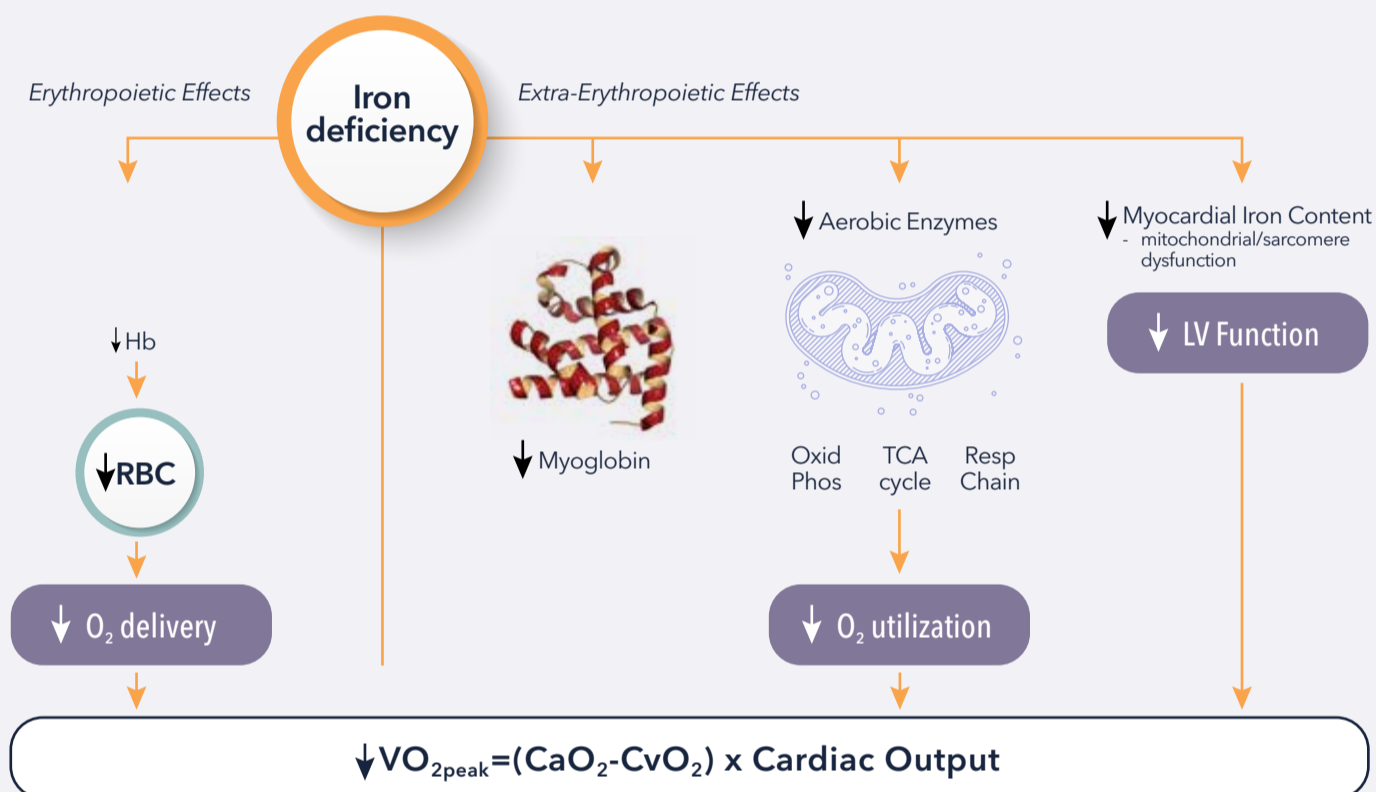 Erythropoietic Effects
Iron
deficiency
Extra-Erythropoietic Effects
↓Hb
↓RBC
↓ O₂ delivery
↓ Myoglobin
↓ Aerobic Enzymes
Oxid
Phos
TCA
cycle
Resp
Chain
↓ O₂ utilization
↓ Myocardial Iron Content
- mitochondrial/sarcomere
dysfunction
↓ LV Function
↓VO₂peak=(CaO₂-CvO₂) x Cardiac Output